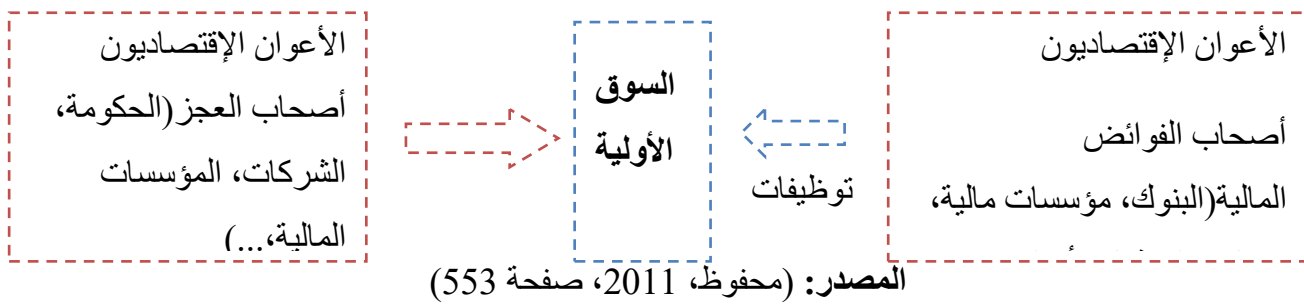 الأعوان الإقتصاديون
أصحاب الفوائض
المالية(البنوك، مؤسسات مالية،
توظيفات
السوق
الأولية
الأعوان الإقتصاديون
أصحاب العجز(الحكومة،
الشركات، المؤسسات
المالية،...)
المصدر: (محفوظ، 2011، صفحة 553)